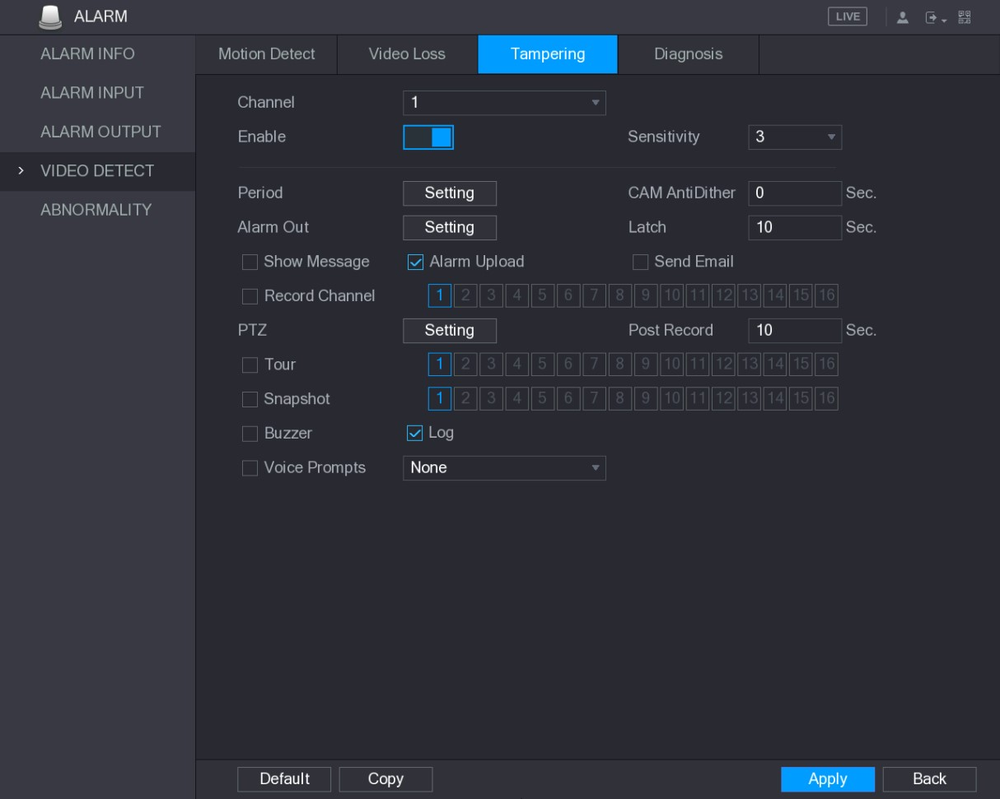 ALARM
LIVE
ALARM INFO
ALARM INPUT
ALARM OUTPUT
VIDEO DETECT
ABNORMALITY
Motion Detect Video Loss Tampering Diagnosis
Channel 1
Enable Sensitivity 3
Period Setting CAM AntiDither 0 Sec.
Alarm Out Setting Latch 10 Sec.
Show Message Alarm Upload Send Email
Record Channel 1 2 3 4 5 6 7 8 9 10 11 12 13 14 15 16
PTZ Setting Post Record 10 Sec.
Tour 1 2 3 4 5 6 7 8 9 10 11 12 13 14 15 16
Snapshot 1 2 3 4 5 6 7 8 9 10 11 12 13 14 15 16
Buzzer Log
Voice Prompts None
Default Copy Apply Back